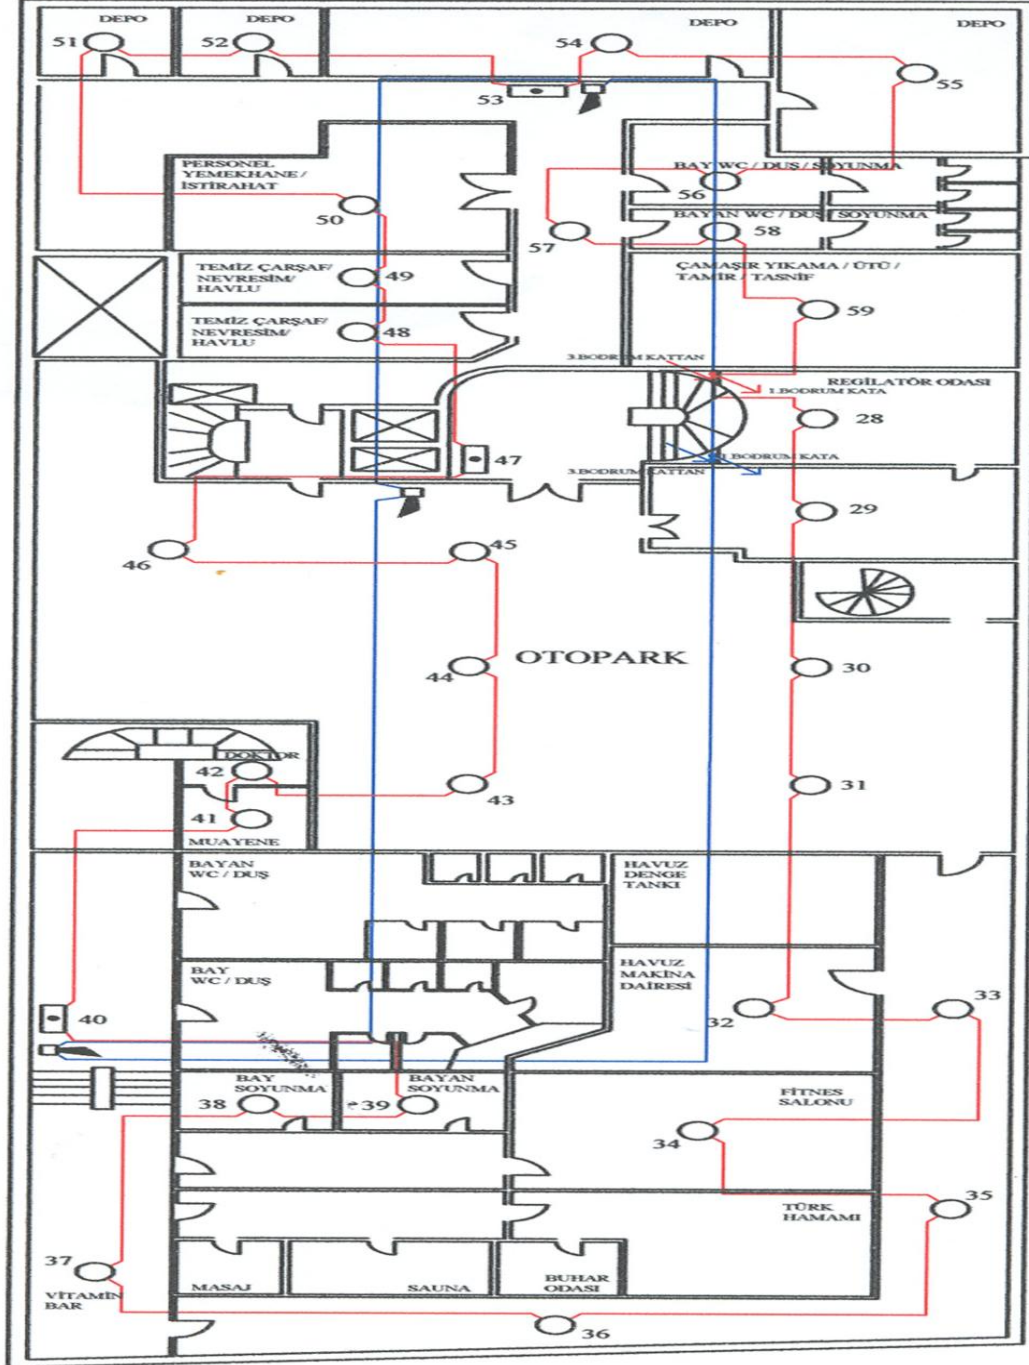 DEPO
DEPO
DEPO
DEPO
51
52
54
53
55
PERSONEL
YEMEKHANE /
İSTİRAHAT
50
BAY WC / DUŞ / SOYUNMA
56
BAYAN WC / DUŞ / SOYUNMA
57
58
TEMİZ ÇARŞAF/
NEVRESİM/
HAVLU
49
ÇAMAŞIR YIKAMA / ÜTÜ /
TAMİR / TASNİF
59
TEMİZ ÇARŞAF/
NEVRESİM/
HAVLU
48
3.BODRUM KATTAN
1.BODRUM KATA
REGİLATÖR ODASI
28
47
1.BODRUM KATA
3.BODRUM KATTAN
29
46
45
OTOPARK
44
30
DOKTOR
42
43
31
41
MUAYENE
BAYAN
WC / DUŞ
HAVUZ
DENGE
TANKI
BAY
WC / DUŞ
HAVUZ
MAKİNA
DAİRESİ
40
32
33
BAY
SOYUNMA
38
BAYAN
SOYUNMA
39
FİTNES
SALONU
34
35
TÜRK
HAMAMI
37
VİTAMİN
BAR
MASAJ
SAUNA
BUHAR
ODASI
36